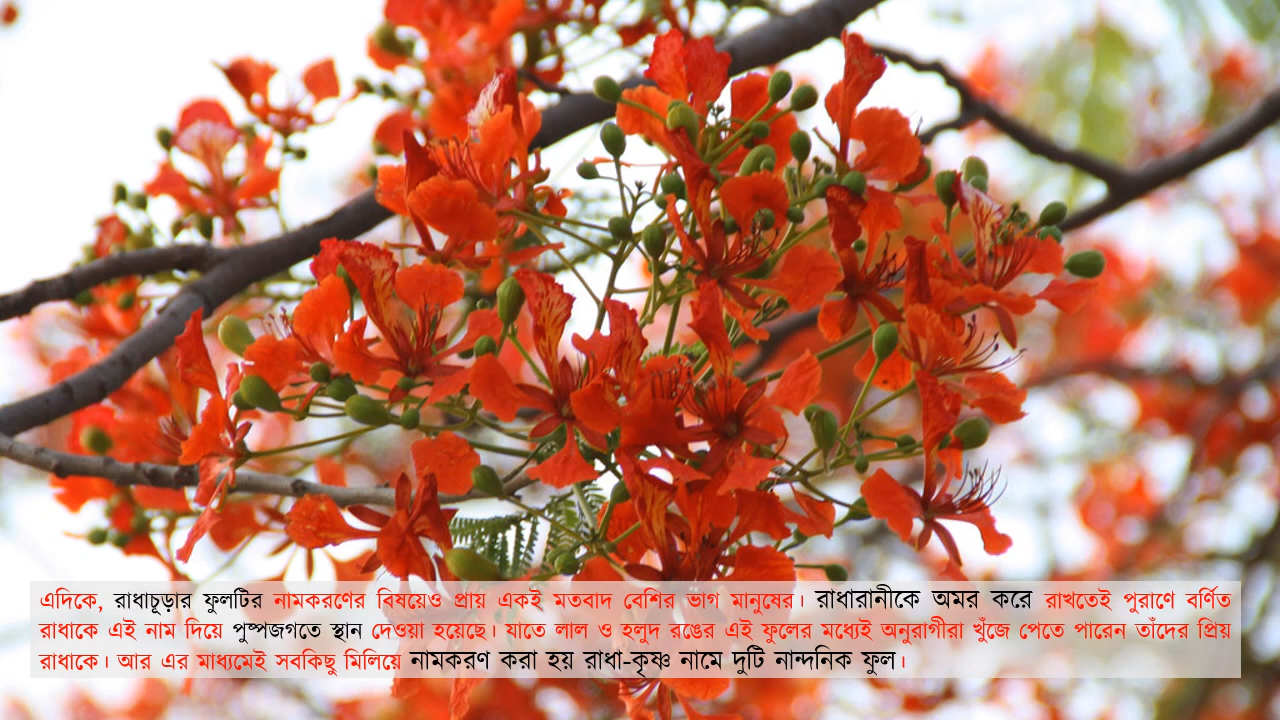 এদিকে, রাধাচূড়ার ফুলটির নামকরণের বিষয়েও প্রায় একই মতবাদ বেশির ভাগ মানুষের। রাধারানীকে অমর করে রাখতেই পুরাণে বর্ণিত
রাধাকে এই নাম দিয়ে পুষ্পজগতে স্থান দেওয়া হয়েছে। যাতে লাল ও হলুদ রঙের এই ফুলের মধ্যেই অনুরাগীরা খুঁজে পেতে পারেন তাঁদের প্রিয়
রাধাকে। আর এর মাধ্যমেই সবকিছু মিলিয়ে নামকরণ করা হয় রাধা-কৃষ্ণ নামে দুটি নান্দনিক ফুল।